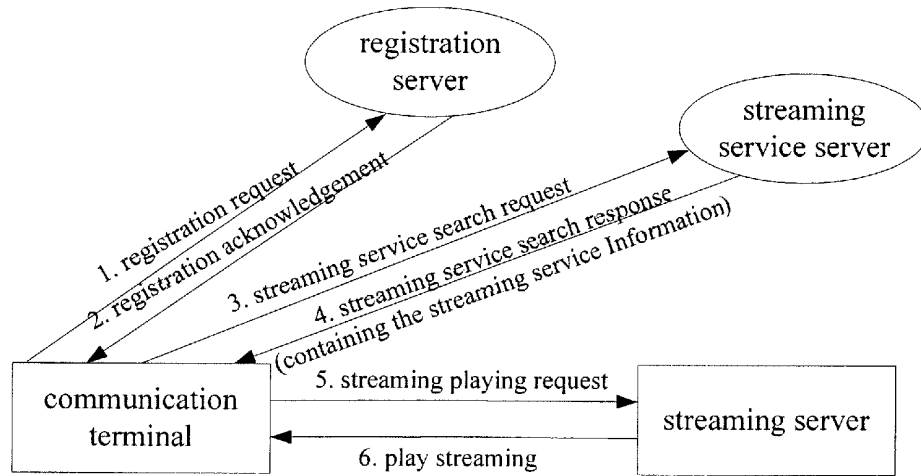 registration
server
streaming
service server
1. registration request
2. registration acknowledgement
3. streaming service search request
4. streaming service search response
(containing the streaming service Information)
communication
terminal
5. streaming playing request
6. play streaming
streaming server